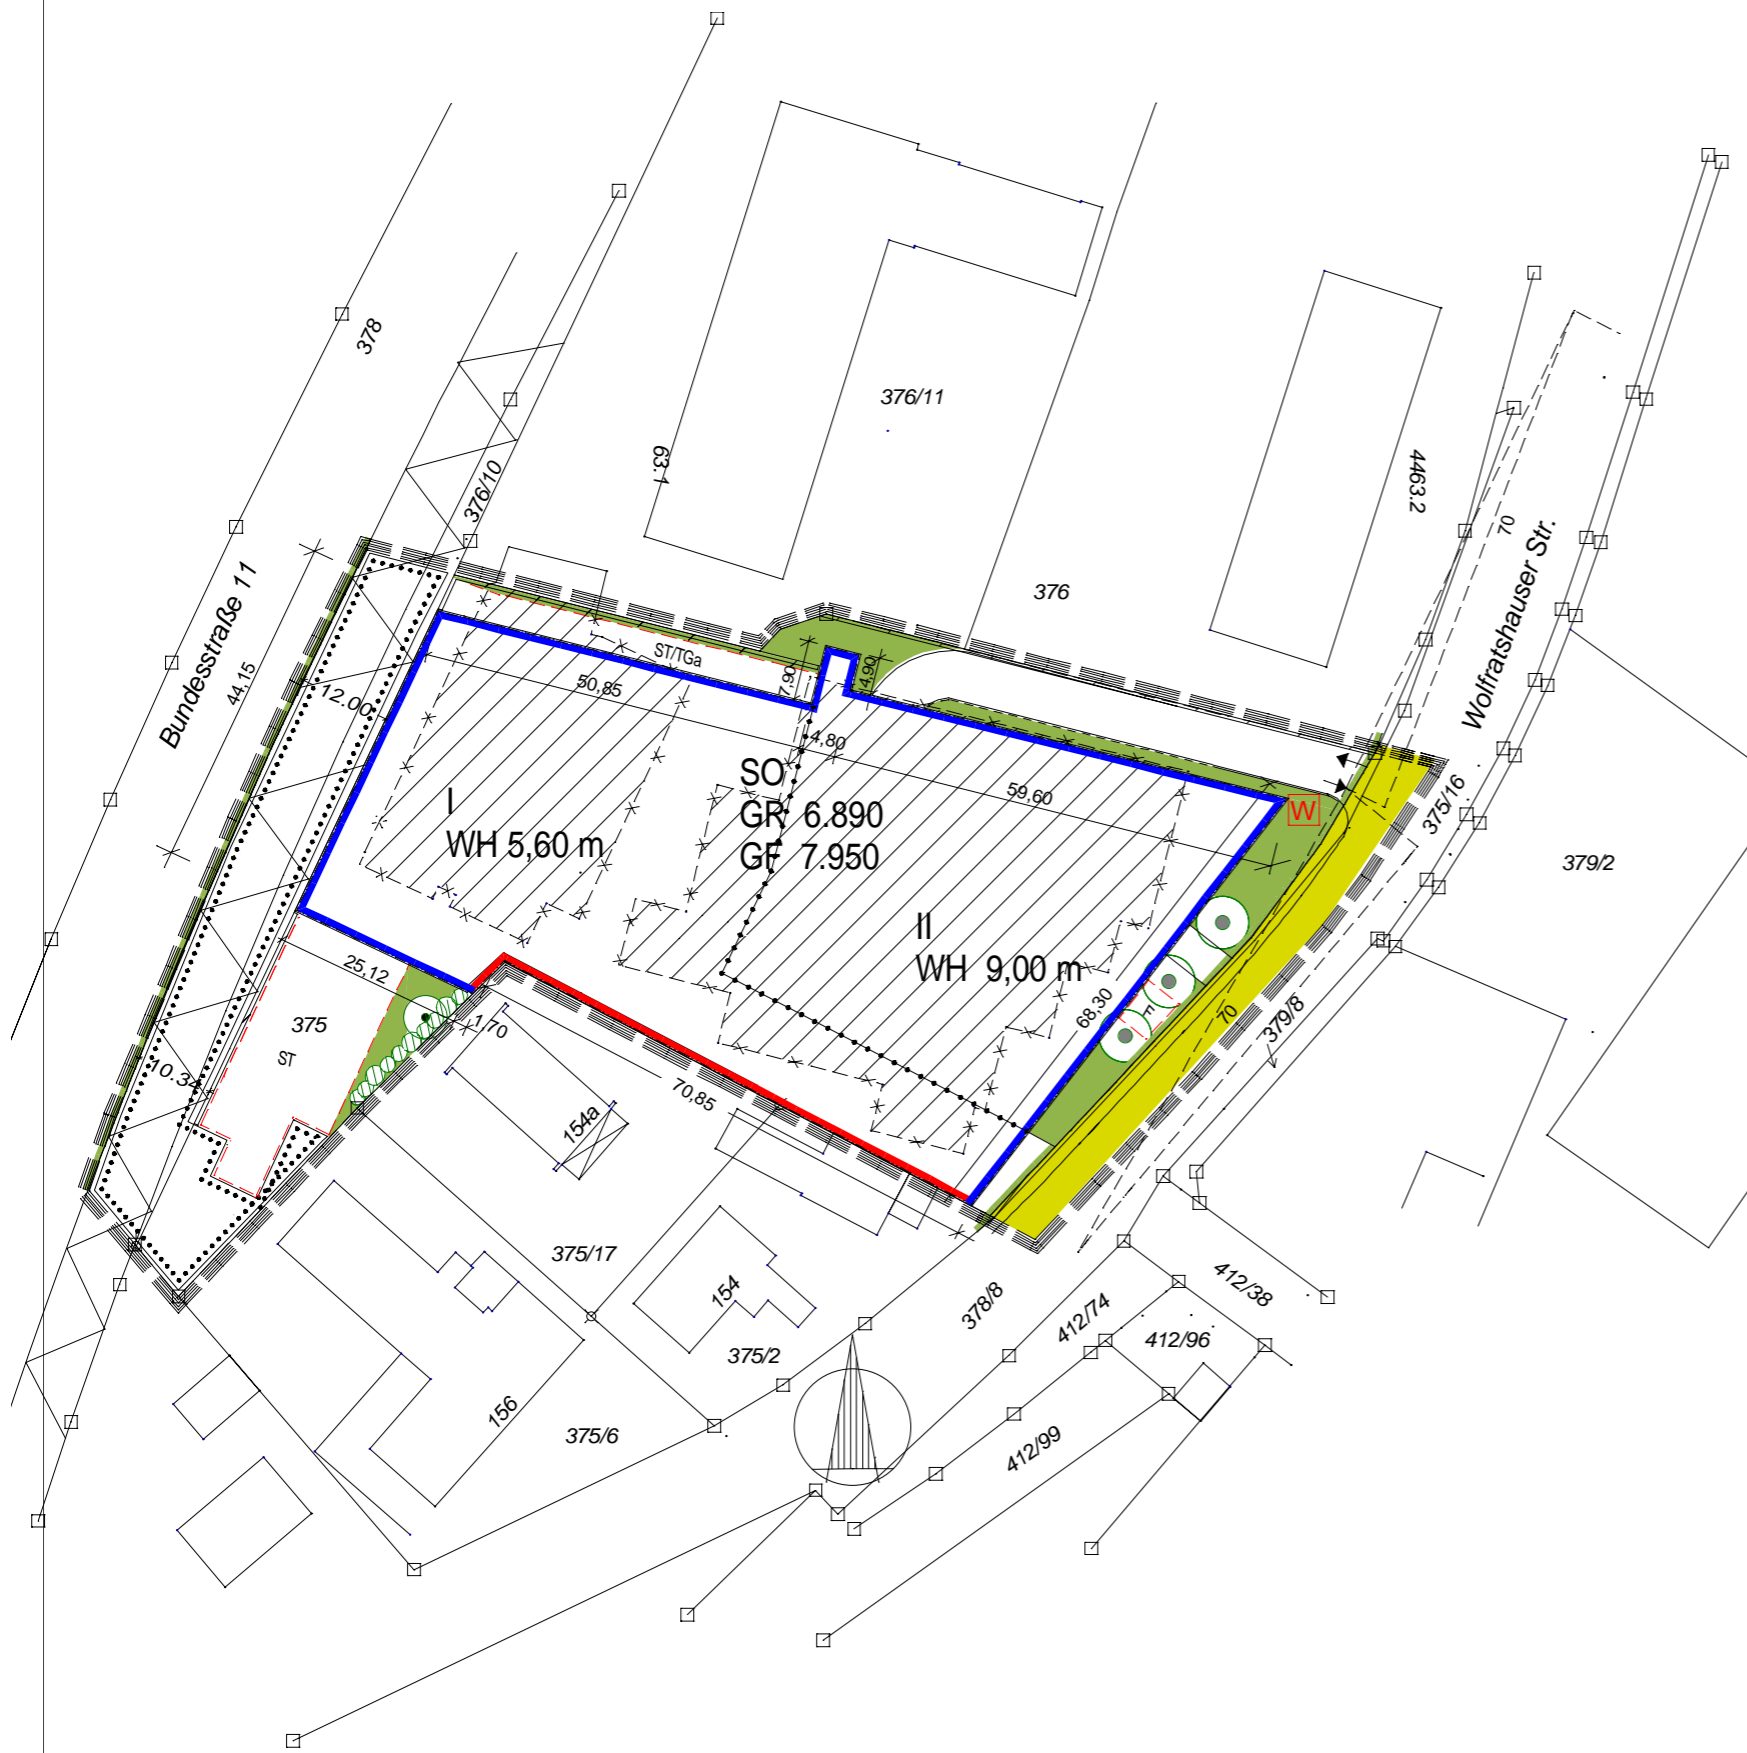 378
376/11
376/10
63.1
4463.2
70
Wolfratshauser Str.
376
Bundesstraße 11
44,15
12.00
ST/TGa
50,85
7,90
4,90
4,80
59,60
SO
GR 6.890
GF 7.950
I
WH 5,60 m
W
375/16
379/2
II
WH 9,00 m
25,12
375
ST
1,70
10.34
68,30
F
70
379/8
70,85
154a
375/17
154
375/2
378/8
412/74
412/38
412/96
156
375/6
412/99